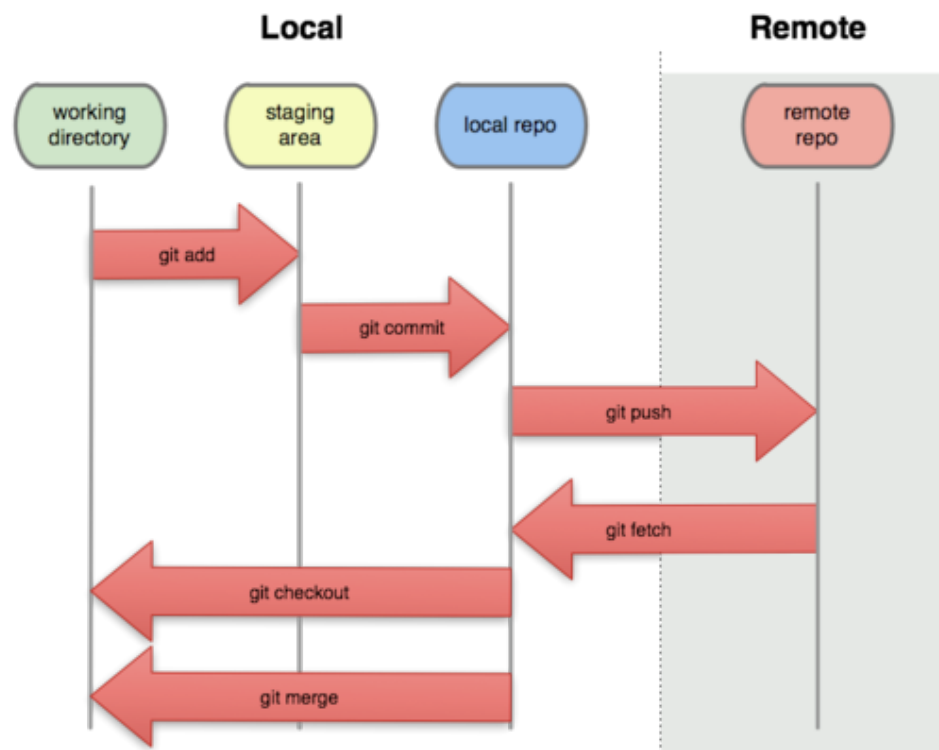 Local
Remote
working
directory
staging
area
local repo
remote
repo
git add
git commit
git push
git fetch
git checkout
git merge